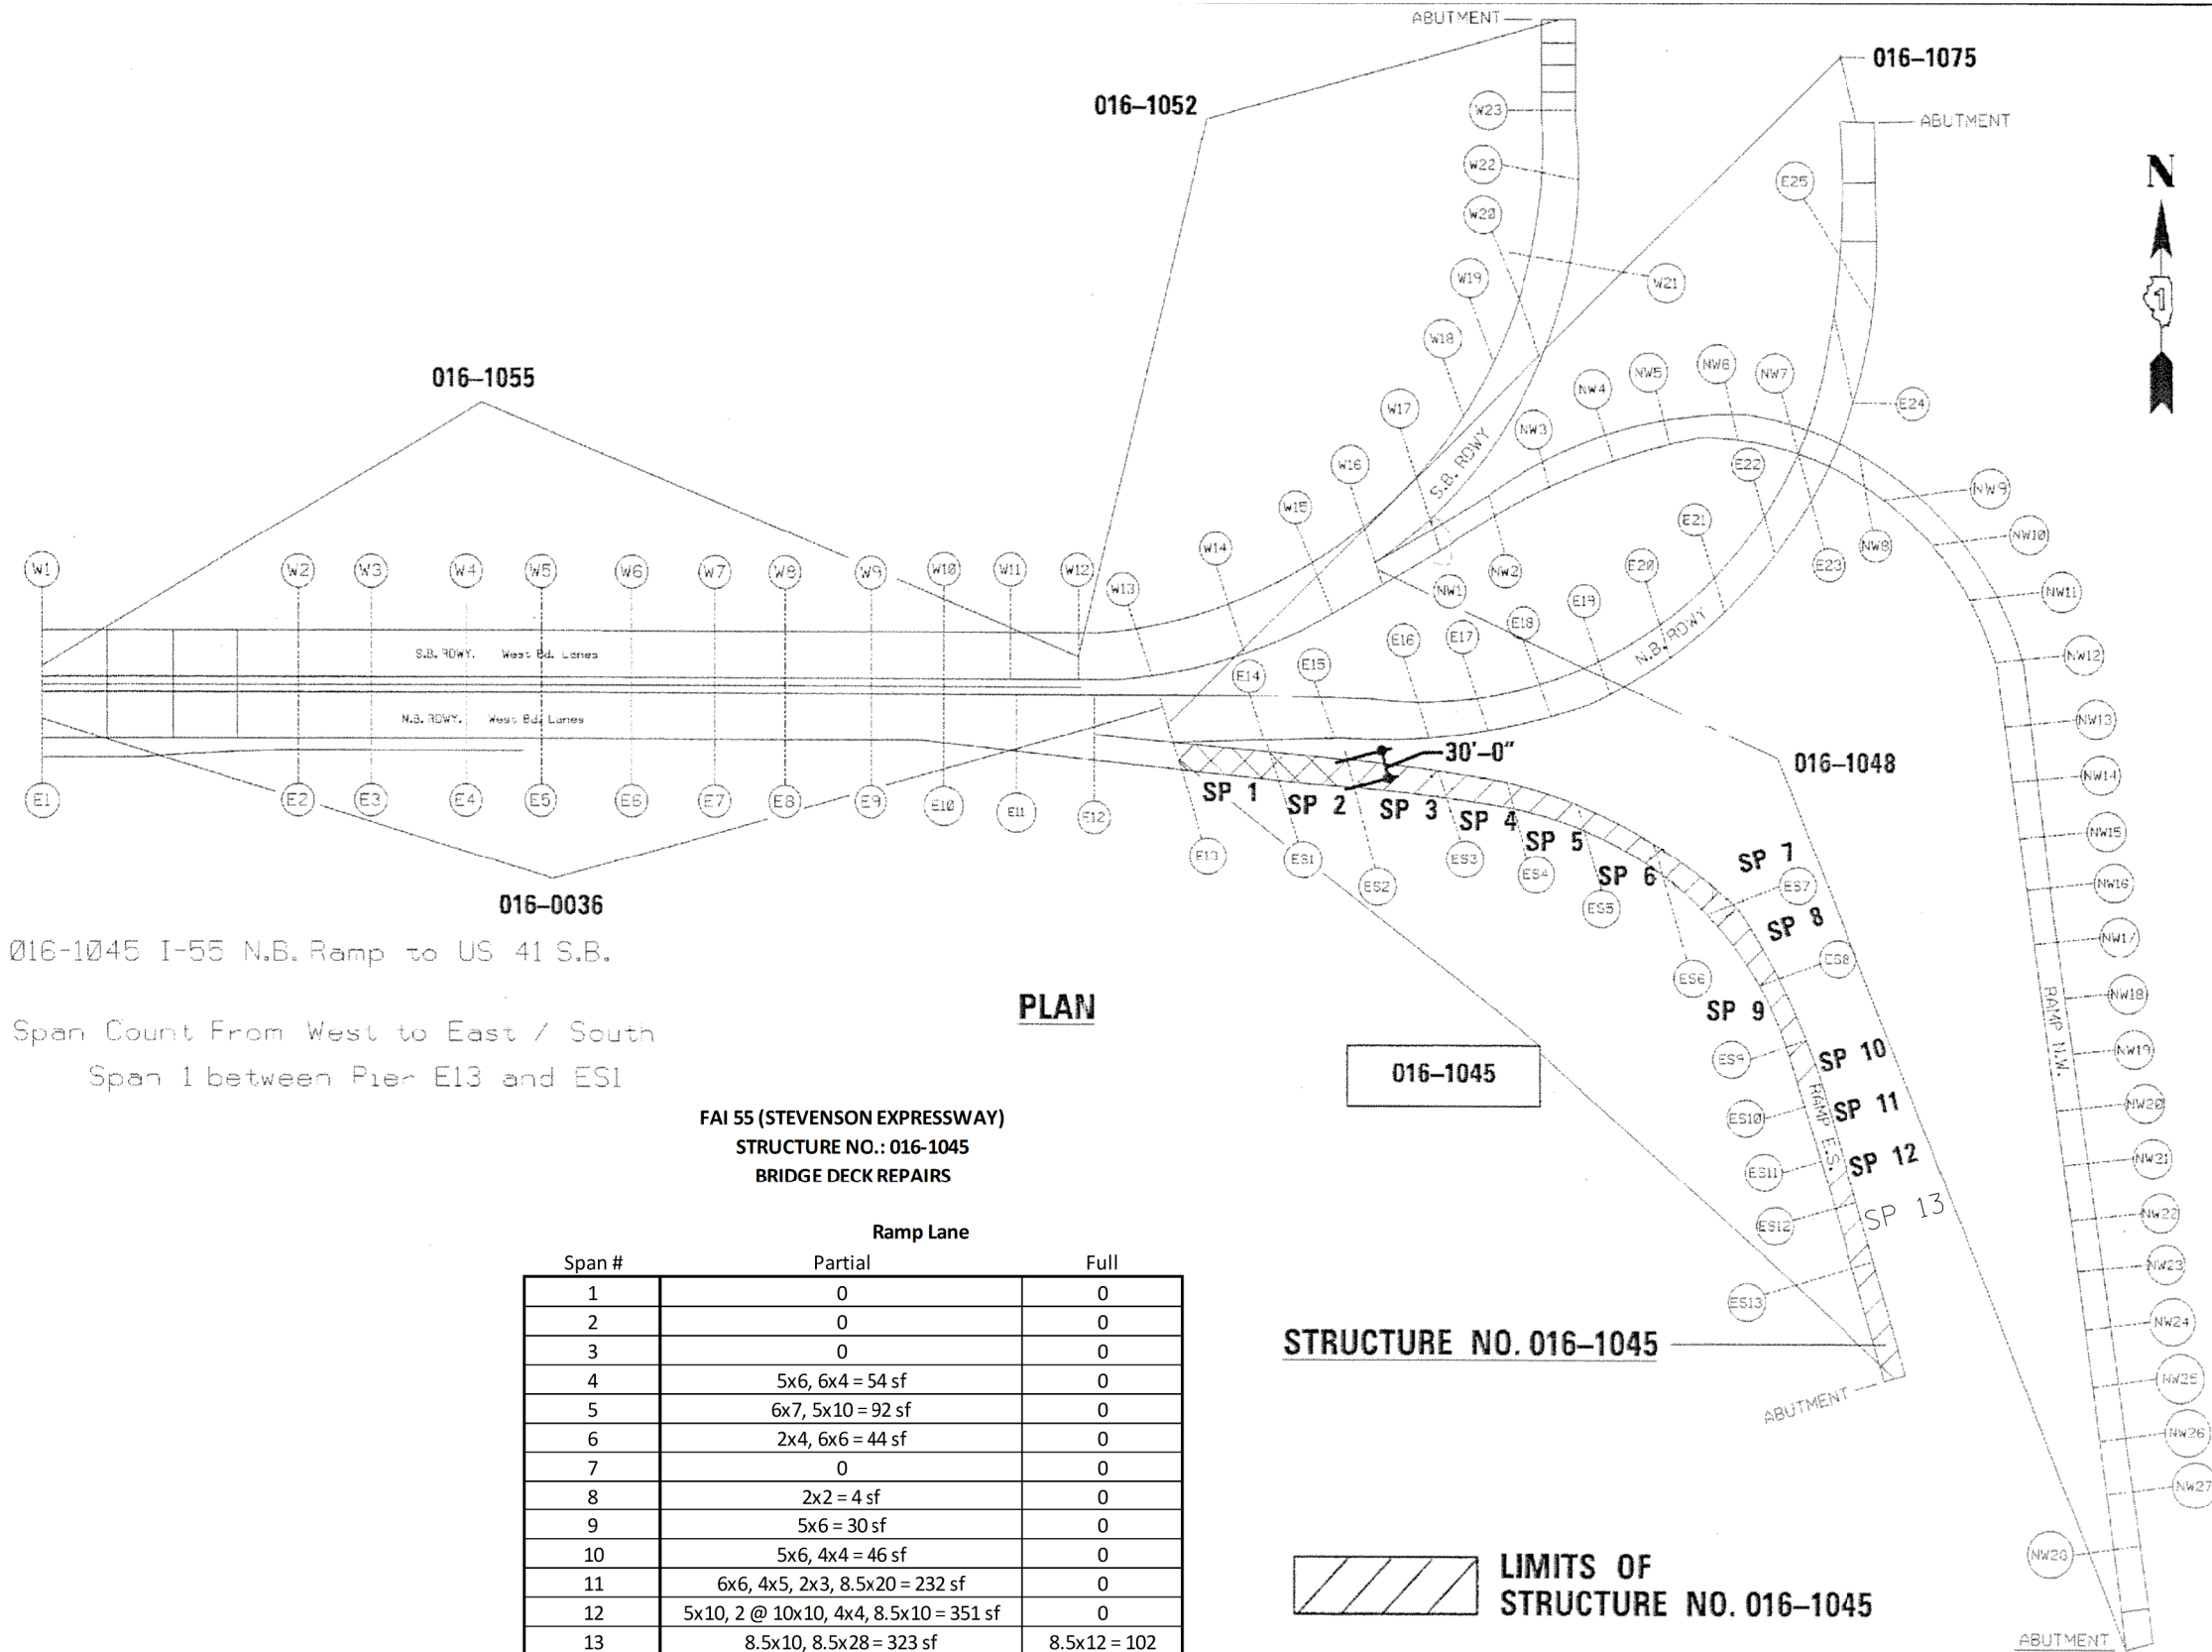 ABUTMENT
016-1075
016-1052
ABUTMENT
N
1
W23
W22
W20
W19
W21
W18
W17
W16
W15
W14
W13
E25
E24
NW3
NW4
NW5
NW6
NW7
E22
E23
NW8
NW9
NW10
NW11
NW12
NW13
NW14
NW15
NW16
NW17
NW18
NW19
NW20
NW21
NW22
NW23
NW24
NW25
NW26
NW27
NW28
S.B. RDWY
NW2
NW1
E21
E20
E19
E18
E17
E16
E15
E14
N.B. RDWY
016-1055
W1 W2 W3 W4 W5 W6 W7 W8 W9 W10 W11 W12
S.B. RDWY. West Bd. Lanes
N.B. RDWY. West Bd. Lanes
E1 E2 E3 E4 E5 E6 E7 E8 E9 E10 E11 E12
E13
ES1
ES2
ES3
ES4
ES5
ES6
ES7
ES8
ES9
ES10
ES11
ES12
ES13
30'-0"
016-1048
SP 1
SP 2
SP 3
SP 4
SP 5
SP 6
SP 7
SP 8
SP 9
SP 10
SP 11
SP 12
SP 13
RAMP E.S.
RAMP N.W.
016-0036
016-1045 I-55 N.B. Ramp to US 41 S.B.
Span Count From West to East / South
Span 1 between Pier E13 and ES1
PLAN
016-1045
STRUCTURE NO. 016-1045
ABUTMENT
LIMITS OF
STRUCTURE NO. 016-1045
ABUTMENT
FAI 55 (STEVENSON EXPRESSWAY)
STRUCTURE NO.: 016-1045
BRIDGE DECK REPAIRS
Ramp Lane
Span # Partial Full
1 0 0
2 0 0
3 0 0
4 5x6, 6x4 = 54 sf 0
5 6x7, 5x10 = 92 sf 0
6 2x4, 6x6 = 44 sf 0
7 0 0
8 2x2 = 4 sf 0
9 5x6 = 30 sf 0
10 5x6, 4x4 = 46 sf 0
11 6x6, 4x5, 2x3, 8.5x20 = 232 sf 0
12 5x10, 2 @ 10x10, 4x4, 8.5x10 = 351 sf 0
13 8.5x10, 8.5x28 = 323 sf 8.5x12 = 102